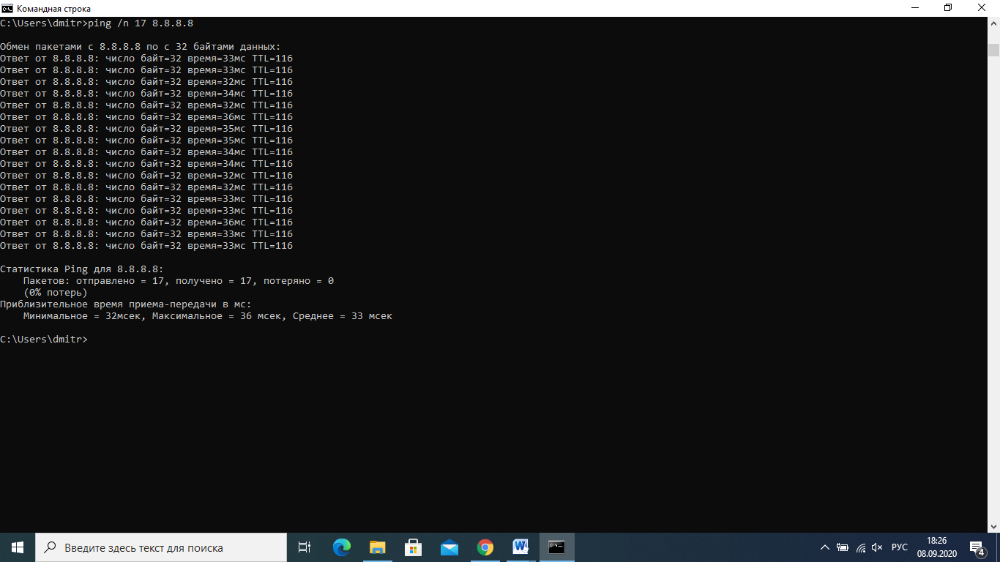 Командная строка
C:\Users\dmitr>ping /n 17 8.8.8.8
Обмен пакетами с 8.8.8.8 по с 32 байтами данных:
Ответ от 8.8.8.8: число байт=32 время=33мс TTL=116
Ответ от 8.8.8.8: число байт=32 время=33мс TTL=116
Ответ от 8.8.8.8: число байт=32 время=32мс TTL=116
Ответ от 8.8.8.8: число байт=32 время=34мс TTL=116
Ответ от 8.8.8.8: число байт=32 время=32мс TTL=116
Ответ от 8.8.8.8: число байт=32 время=36мс TTL=116
Ответ от 8.8.8.8: число байт=32 время=35мс TTL=116
Ответ от 8.8.8.8: число байт=32 время=35мс TTL=116
Ответ от 8.8.8.8: число байт=32 время=34мс TTL=116
Ответ от 8.8.8.8: число байт=32 время=34мс TTL=116
Ответ от 8.8.8.8: число байт=32 время=32мс TTL=116
Ответ от 8.8.8.8: число байт=32 время=32мс TTL=116
Ответ от 8.8.8.8: число байт=32 время=33мс TTL=116
Ответ от 8.8.8.8: число байт=32 время=33мс TTL=116
Ответ от 8.8.8.8: число байт=32 время=36мс TTL=116
Ответ от 8.8.8.8: число байт=32 время=33мс TTL=116
Ответ от 8.8.8.8: число байт=32 время=33мс TTL=116
Статистика Ping для 8.8.8.8:
Пакетов: отправлено = 17, получено = 17, потеряно = 0
(0% потерь)
Приблизительное время приема-передачи в мс:
Минимальное = 32мсек, Максимальное = 36 мсек, Среднее = 33 мсек
C:\Users\dmitr>
Введите здесь текст для поиска
РУС
18:26
08.09.2020
4